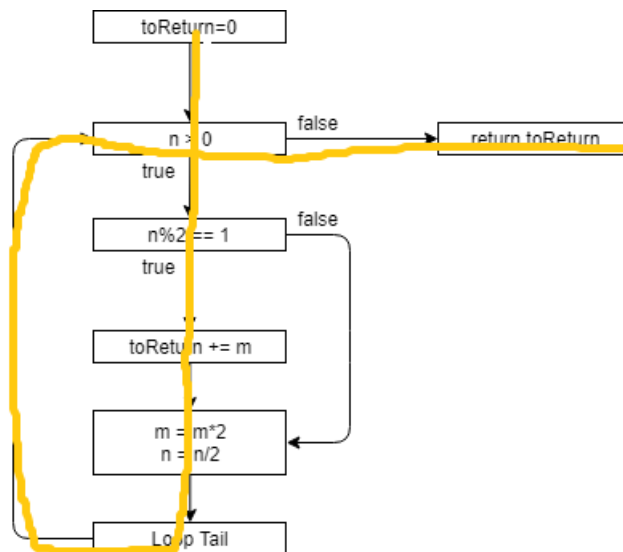 toReturn=0
n > 0
false
return toReturn
true
n%2 == 1
false
true
toReturn += m
m = m*2
n = n/2
Loop Tail